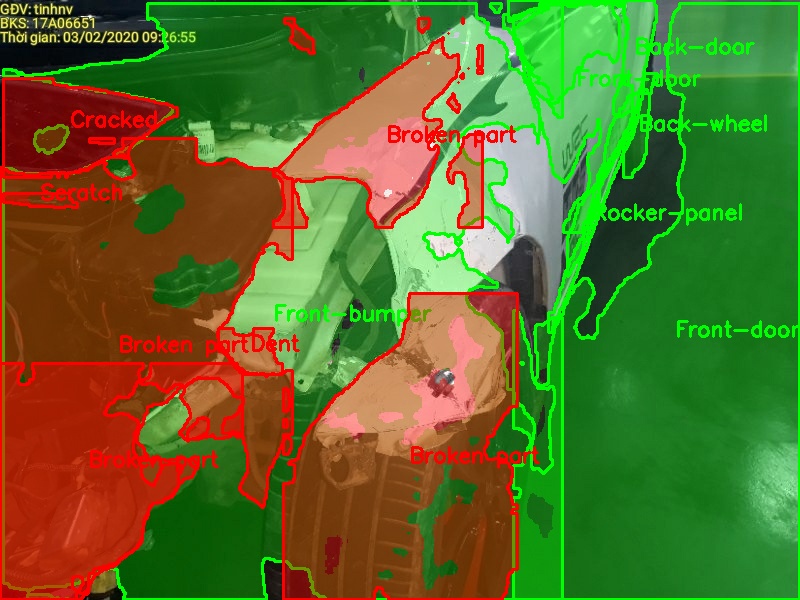 GĐV: tinhnv
BKS: 17A06651
Thời gian: 03/02/2020 09:26:55
Back-door
Front-door
Cracked
Broken part
Back-wheel
Scratch
Rocker-panel
Front-bumper
Front-door
Broken part
Dent
Broken part
Broken part